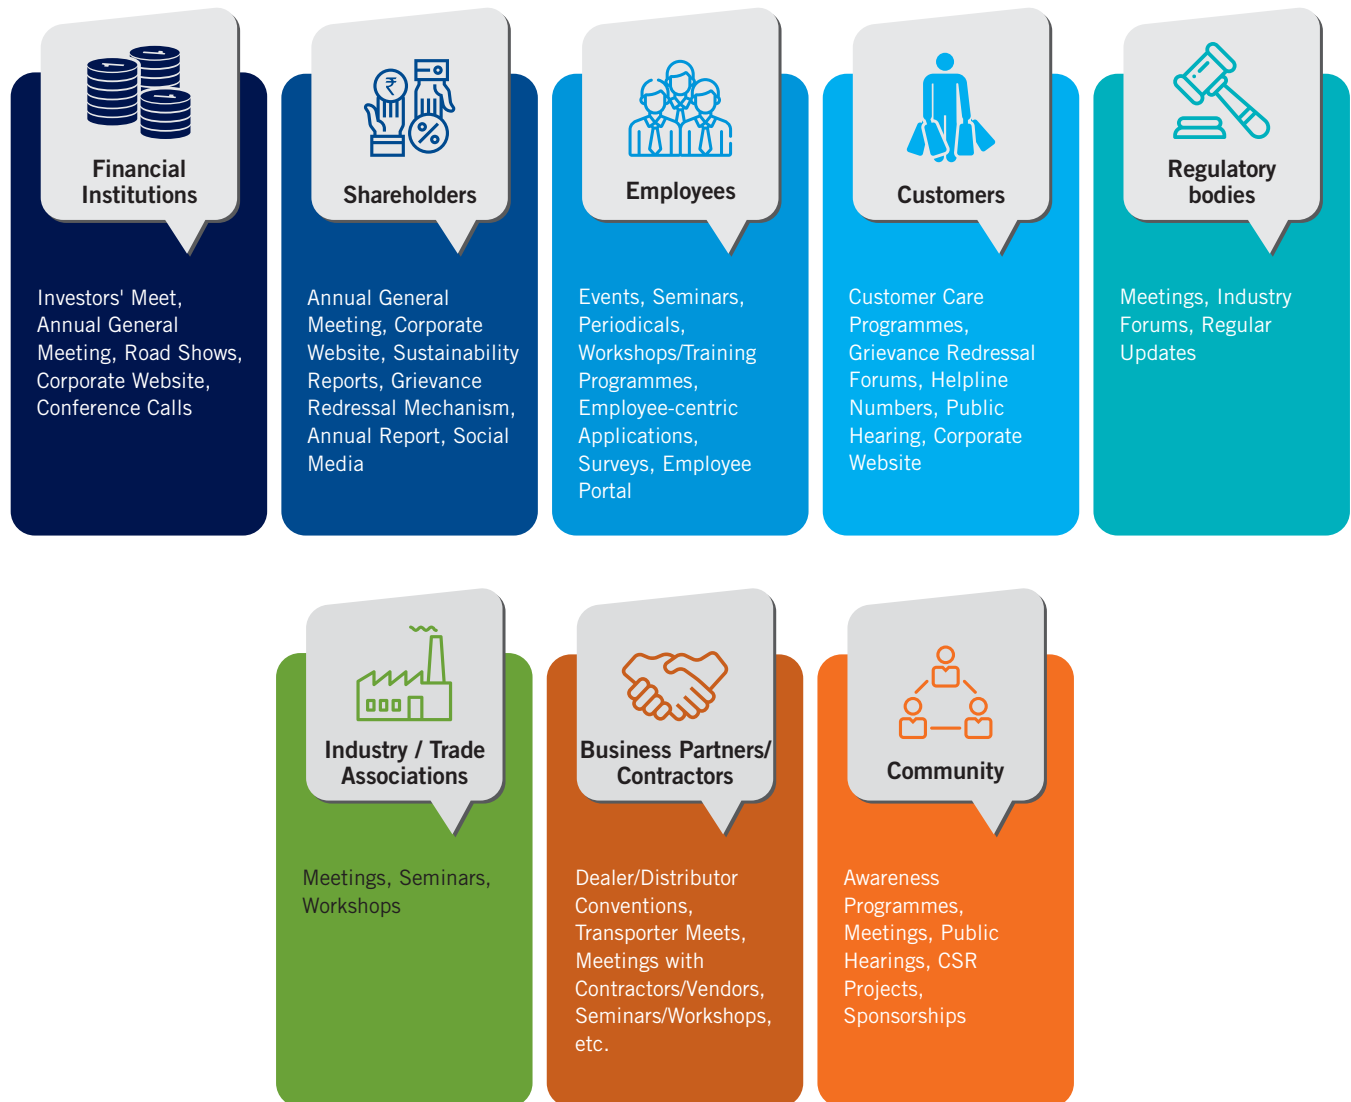 Financial
Institutions
Investors' Meet,
Annual General
Meeting, Road Shows,
Corporate Website,
Conference Calls
₹
%
Shareholders
Annual General
Meeting, Corporate
Website, Sustainability
Reports, Grievance
Redressal Mechanism,
Annual Report, Social
Media
Employees
Events, Seminars,
Periodicals,
Workshops/Training
Programmes,
Employee-centric
Applications,
Surveys, Employee
Portal
Customers
Customer Care
Programmes,
Grievance Redressal
Forums, Helpline
Numbers, Public
Hearing, Corporate
Website
Regulatory
bodies
Meetings, Industry
Forums, Regular
Updates
Industry / Trade
Associations
Meetings, Seminars,
Workshops
Business Partners/
Contractors
Dealer/Distributor
Conventions,
Transporter Meets,
Meetings with
Contractors/Vendors,
Seminars/Workshops,
etc.
Community
Awareness
Programmes,
Meetings, Public
Hearings, CSR
Projects,
Sponsorships